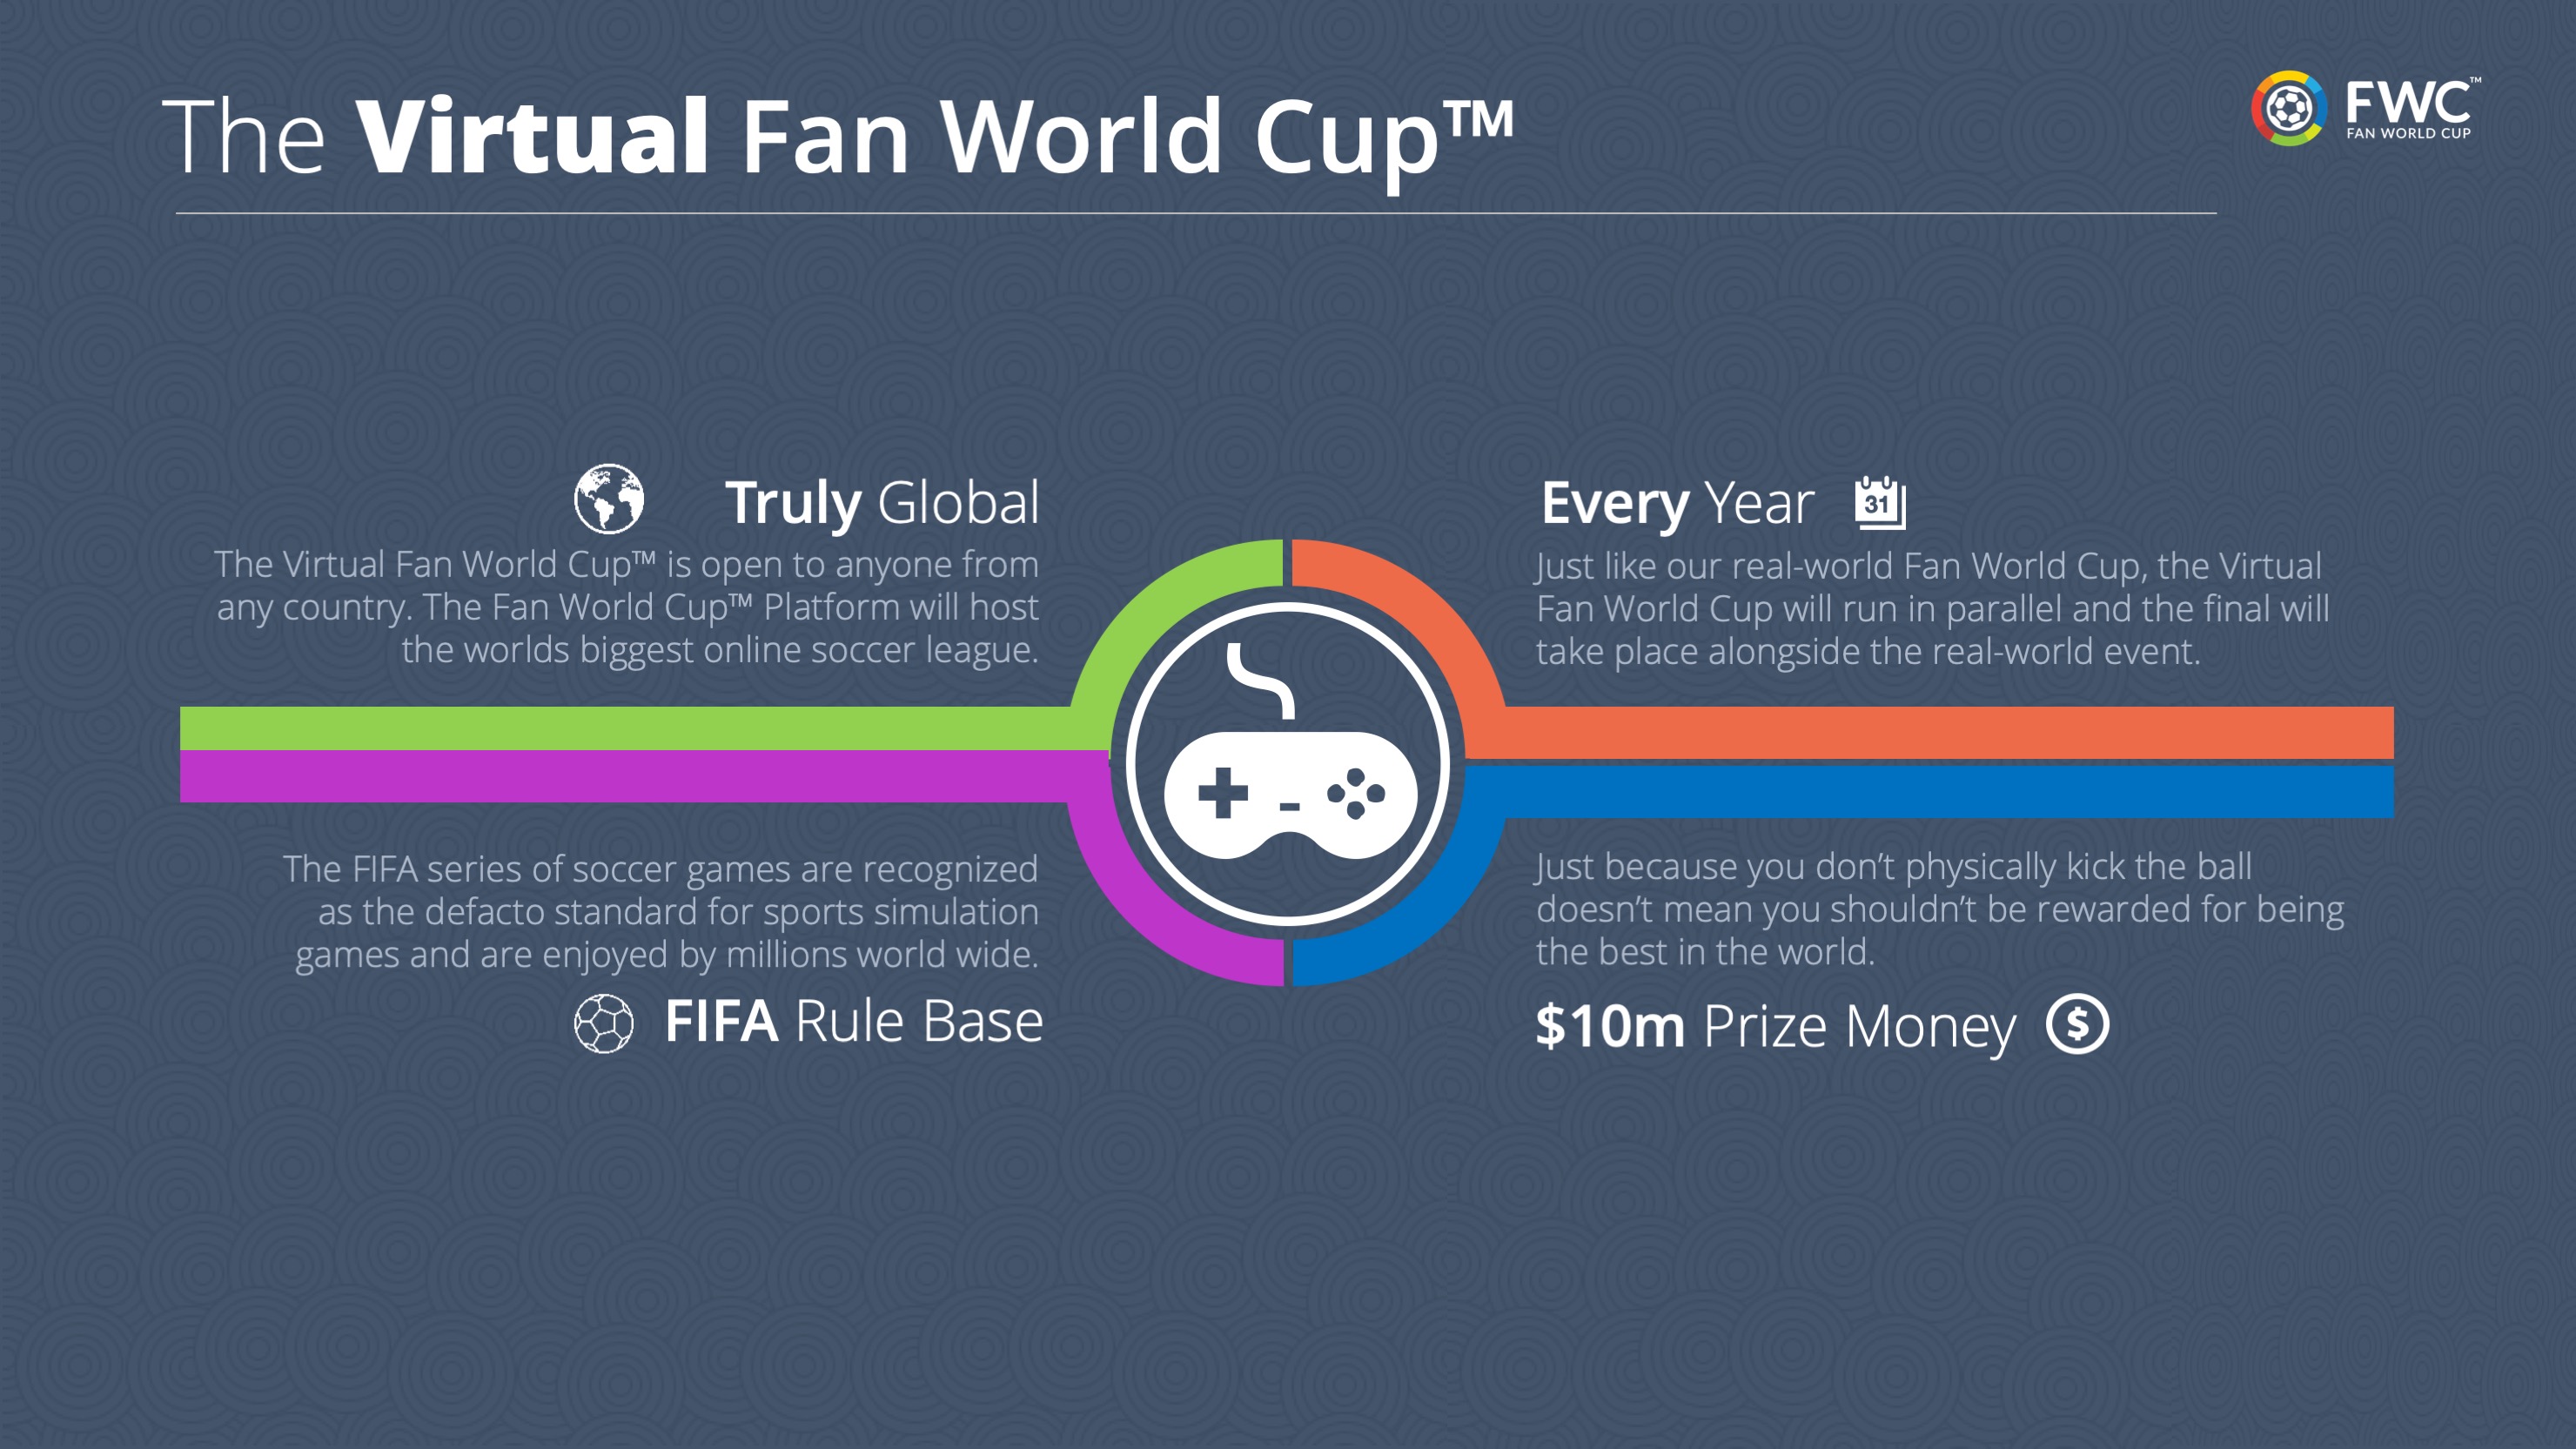 The Virtual Fan World Cup™
FWC™
FAN WORLD CUP
Truly Global
The Virtual Fan World Cup™ is open to anyone from
any country. The Fan World Cup™ Platform will host
the worlds biggest online soccer league.
Every Year
31
Just like our real-world Fan World Cup, the Virtual
Fan World Cup will run in parallel and the final will
take place alongside the real-world event.
The FIFA series of soccer games are recognized
as the defacto standard for sports simulation
games and are enjoyed by millions world wide.
FIFA Rule Base
Just because you don’t physically kick the ball
doesn’t mean you shouldn’t be rewarded for being
the best in the world.
$10m Prize Money
$